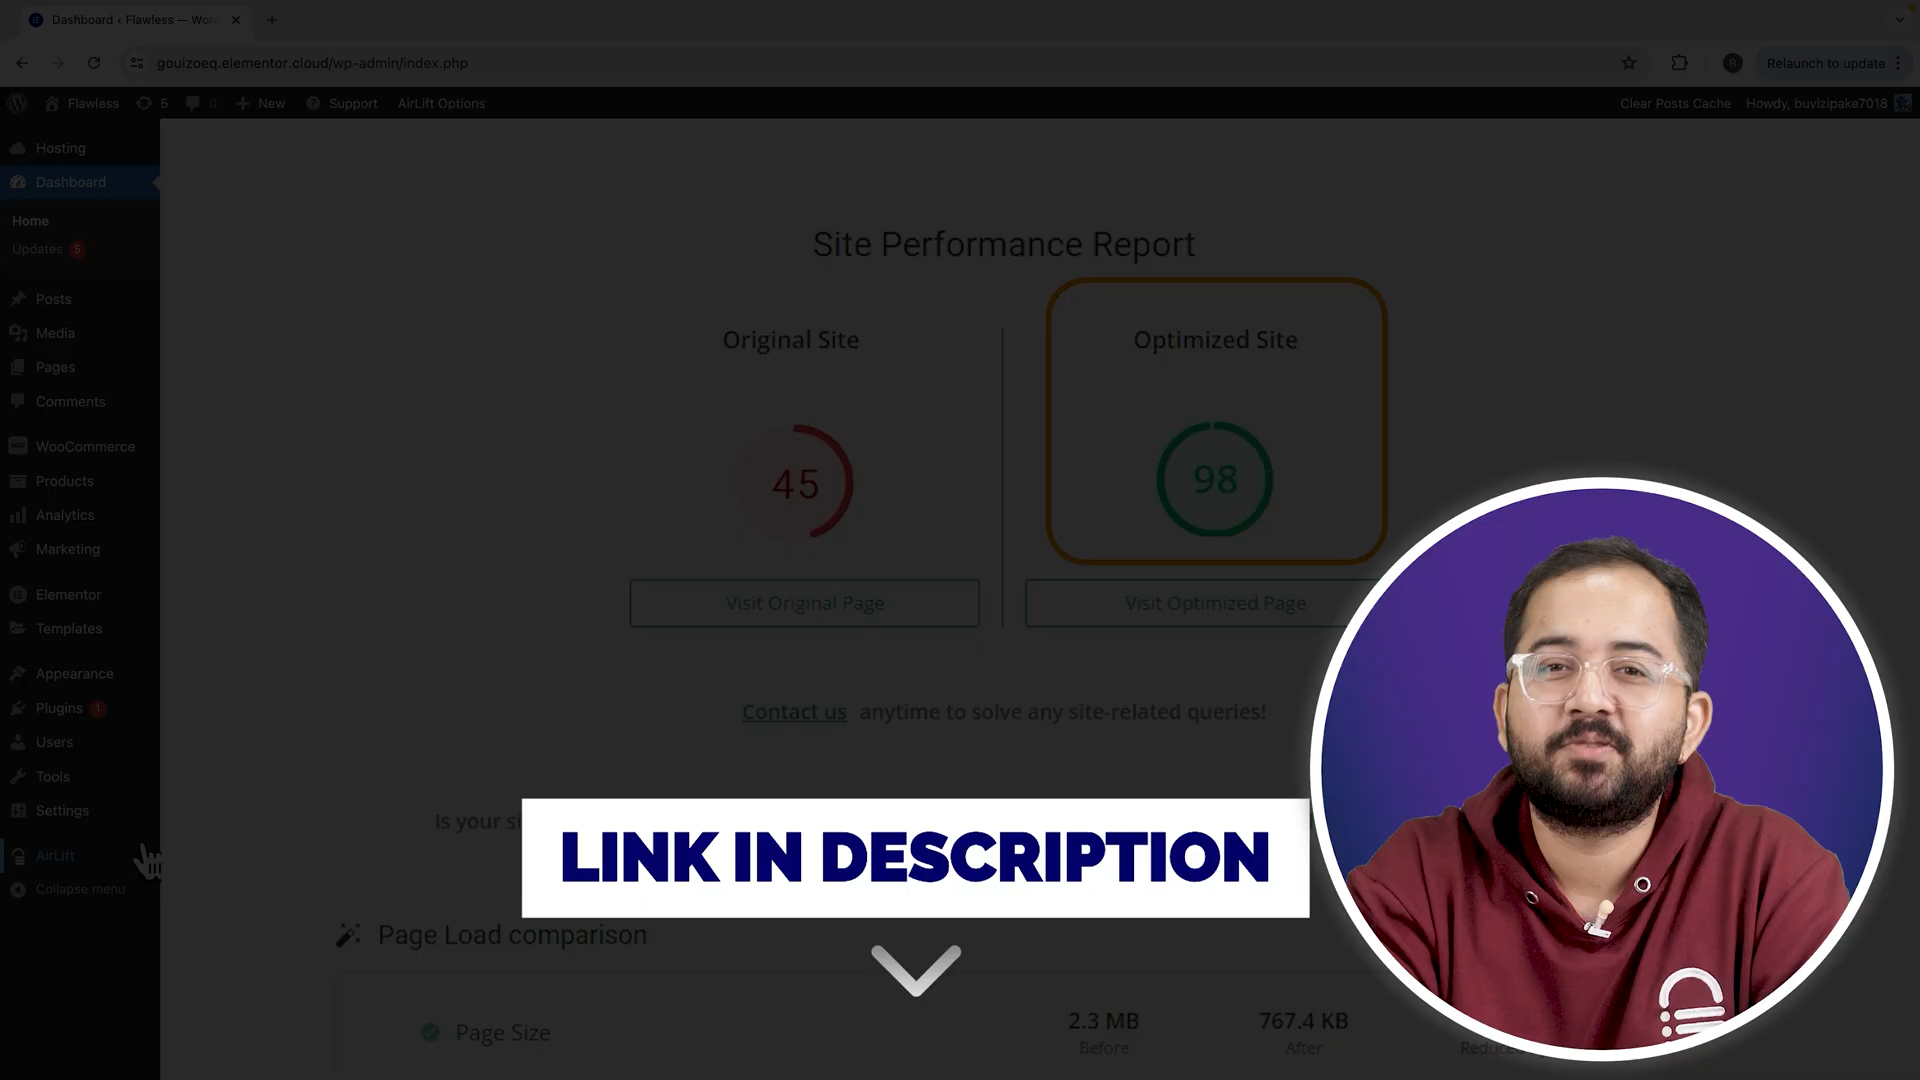 Dashboard ‹ Flawless — Wor
gouizoeq.elementor.cloud/wp-admin/index.php
Relaunch to update
Flawless
5
0
New
Support
AirLift Options
Clear Posts Cache
Howdy, buvizipake7018
Hosting
Dashboard
Home
Updates 5
Posts
Media
Pages
Comments
WooCommerce
Products
Analytics
Marketing
Elementor
Templates
Appearance
Plugins 1
Users
Tools
Settings
AirLift
Collapse menu
Site Performance Report
Original Site
Optimized Site
45
98
Visit Original Page
Visit Optimized Page
Contact us anytime to solve any site-related queries!
Is your si
LINK IN DESCRIPTION
Page Load comparison
Page Size
2.3 MB
Before
767.4 KB
After